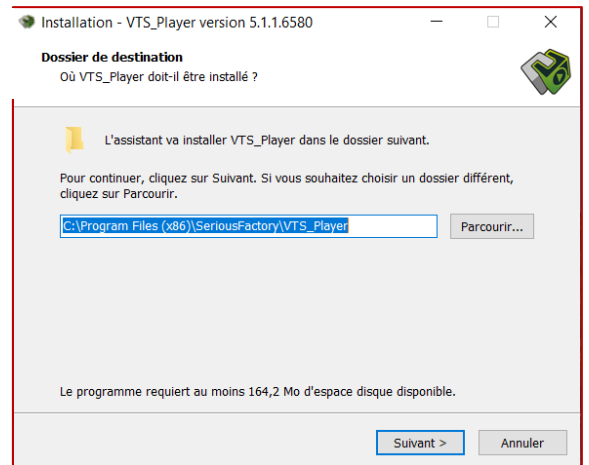 Installation - VTS_Player version 5.1.1.6580
Dossier de destination
Où VTS_Player doit-il être installé ?
L'assistant va installer VTS_Player dans le dossier suivant.
Pour continuer, cliquez sur Suivant. Si vous souhaitez choisir un dossier différent,
cliquez sur Parcourir.
C:\Program Files (x86)\SeriousFactory\VTS_Player
Parcourir...
Le programme requiert au moins 164,2 Mo d'espace disque disponible.
Suivant >
Annuler